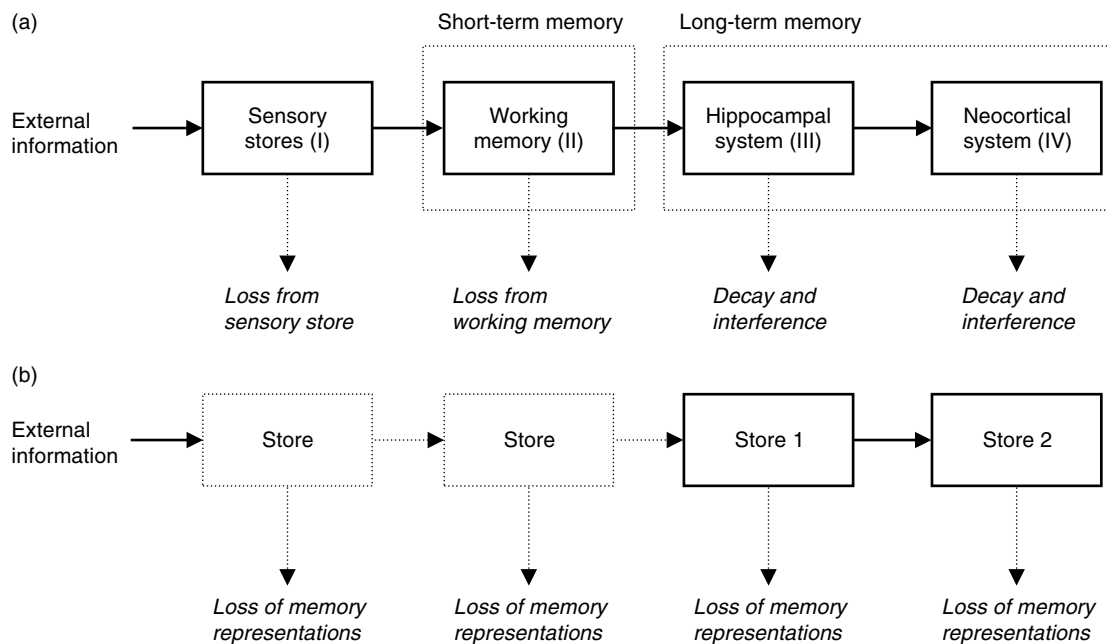 (a)
Short-term memory
Long-term memory
External
information
Sensory
stores (I)
Working
memory (II)
Hippocampal
system (III)
Neocortical
system (IV)
Loss from
sensory store
Loss from
working memory
Decay and
interference
Decay and
interference
(b)
External
information
Store
Store
Store 1
Store 2
Loss of memory
representations
Loss of memory
representations
Loss of memory
representations
Loss of memory
representations